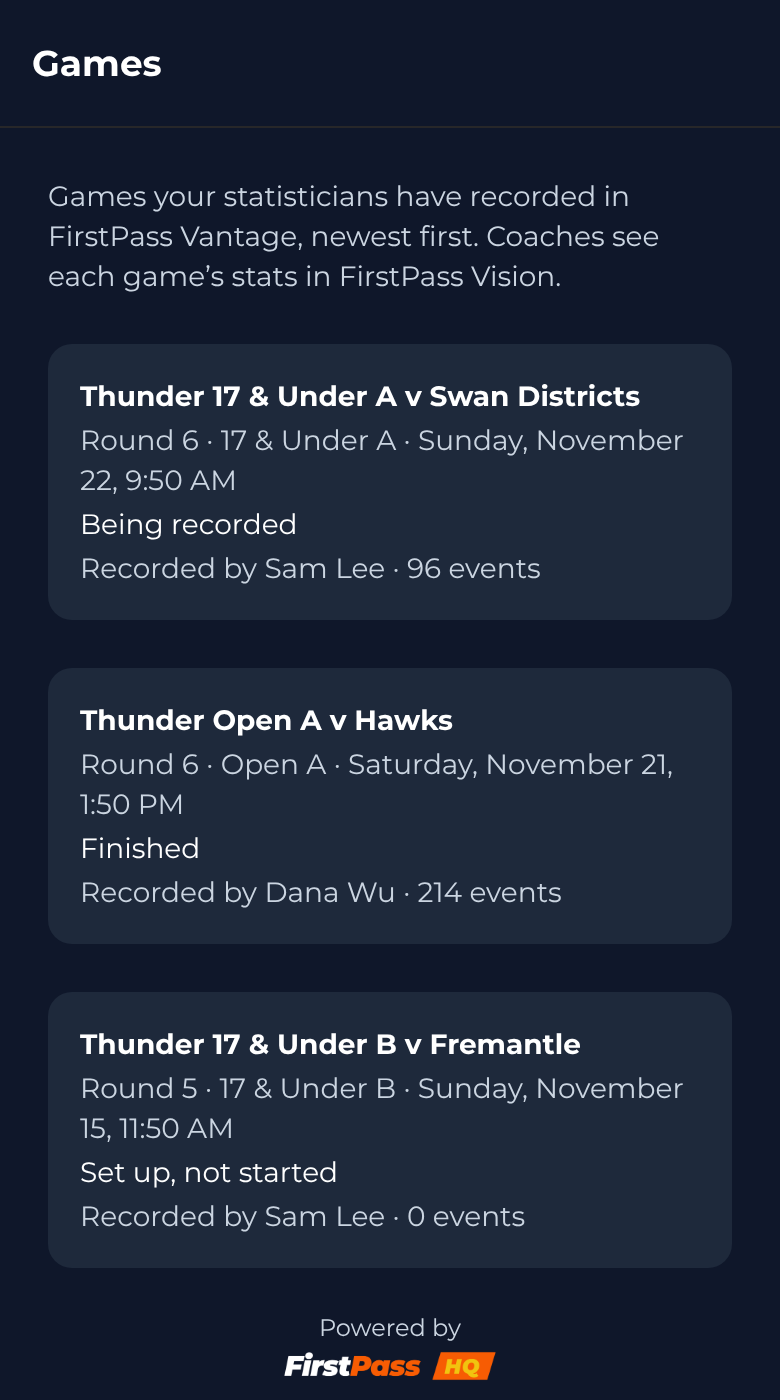 Games
Games your statisticians have recorded in
FirstPass Vantage, newest first. Coaches see
each game’s stats in FirstPass Vision.
Thunder 17 & Under A v Swan Districts
Round 6 · 17 & Under A · Sunday, November
22, 9:50 AM
Being recorded
Recorded by Sam Lee · 96 events
Thunder Open A v Hawks
Round 6 · Open A · Saturday, November 21,
1:50 PM
Finished
Recorded by Dana Wu · 214 events
Thunder 17 & Under B v Fremantle
Round 5 · 17 & Under B · Sunday, November
15, 11:50 AM
Set up, not started
Recorded by Sam Lee · 0 events
Powered by
FirstPass HQ